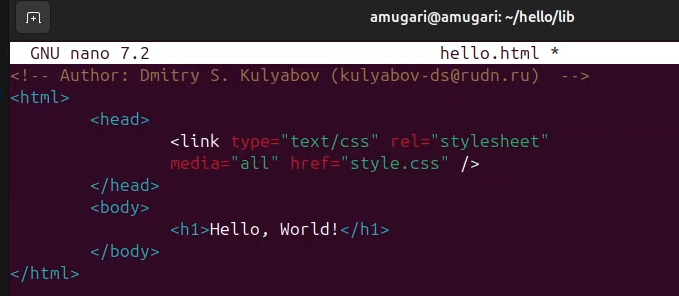 amugari@amugari: ~/hello/lib
GNU nano 7.2 hello.html *
<!-- Author: Dmitry S. Kulyabov (kulyabov-ds@rudn.ru)  -->
<html>
<head>
<link type="text/css" rel="stylesheet"
media="all" href="style.css" />
</head>
<body>
<h1>Hello, World!</h1>
</body>
</html>